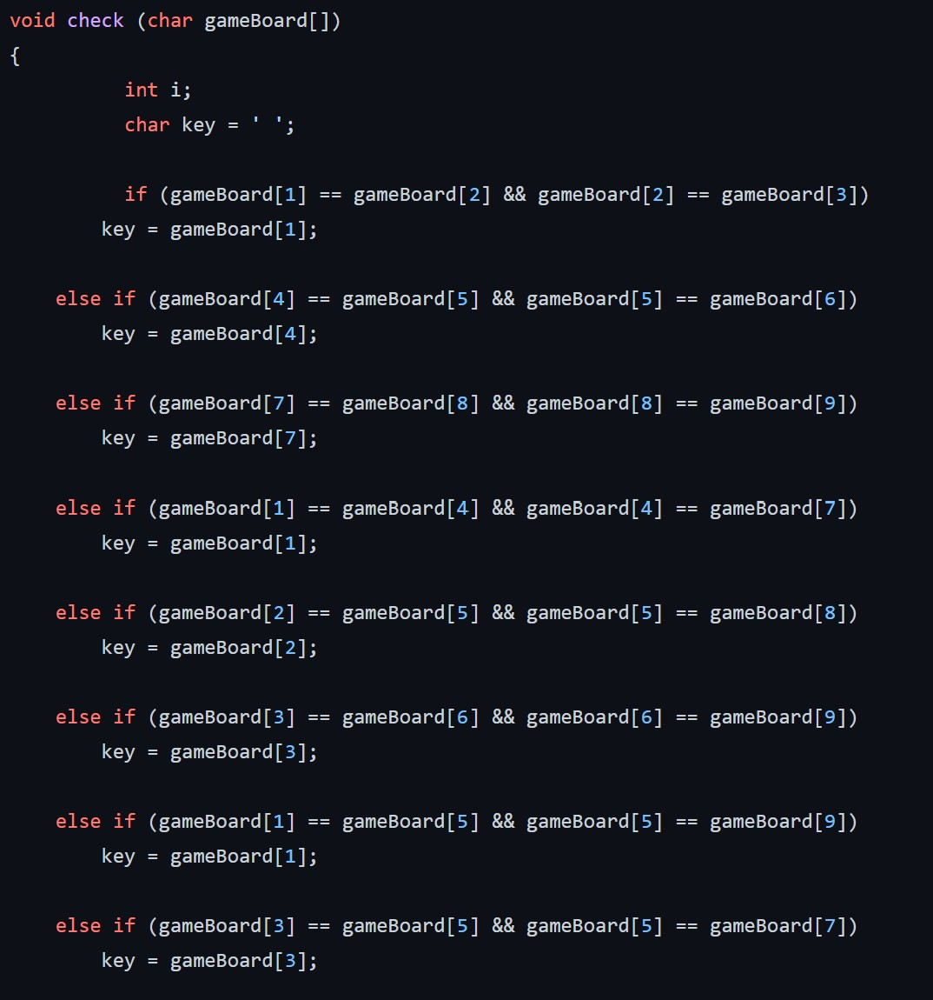 void check (char gameBoard[])
{
          int i;
          char key = ' ';

          if (gameBoard[1] == gameBoard[2] && gameBoard[2] == gameBoard[3])
        key = gameBoard[1];

    else if (gameBoard[4] == gameBoard[5] && gameBoard[5] == gameBoard[6])
        key = gameBoard[4];

    else if (gameBoard[7] == gameBoard[8] && gameBoard[8] == gameBoard[9])
        key = gameBoard[7];

    else if (gameBoard[1] == gameBoard[4] && gameBoard[4] == gameBoard[7])
        key = gameBoard[1];

    else if (gameBoard[2] == gameBoard[5] && gameBoard[5] == gameBoard[8])
        key = gameBoard[2];

    else if (gameBoard[3] == gameBoard[6] && gameBoard[6] == gameBoard[9])
        key = gameBoard[3];

    else if (gameBoard[1] == gameBoard[5] && gameBoard[5] == gameBoard[9])
        key = gameBoard[1];

    else if (gameBoard[3] == gameBoard[5] && gameBoard[5] == gameBoard[7])
        key = gameBoard[3];